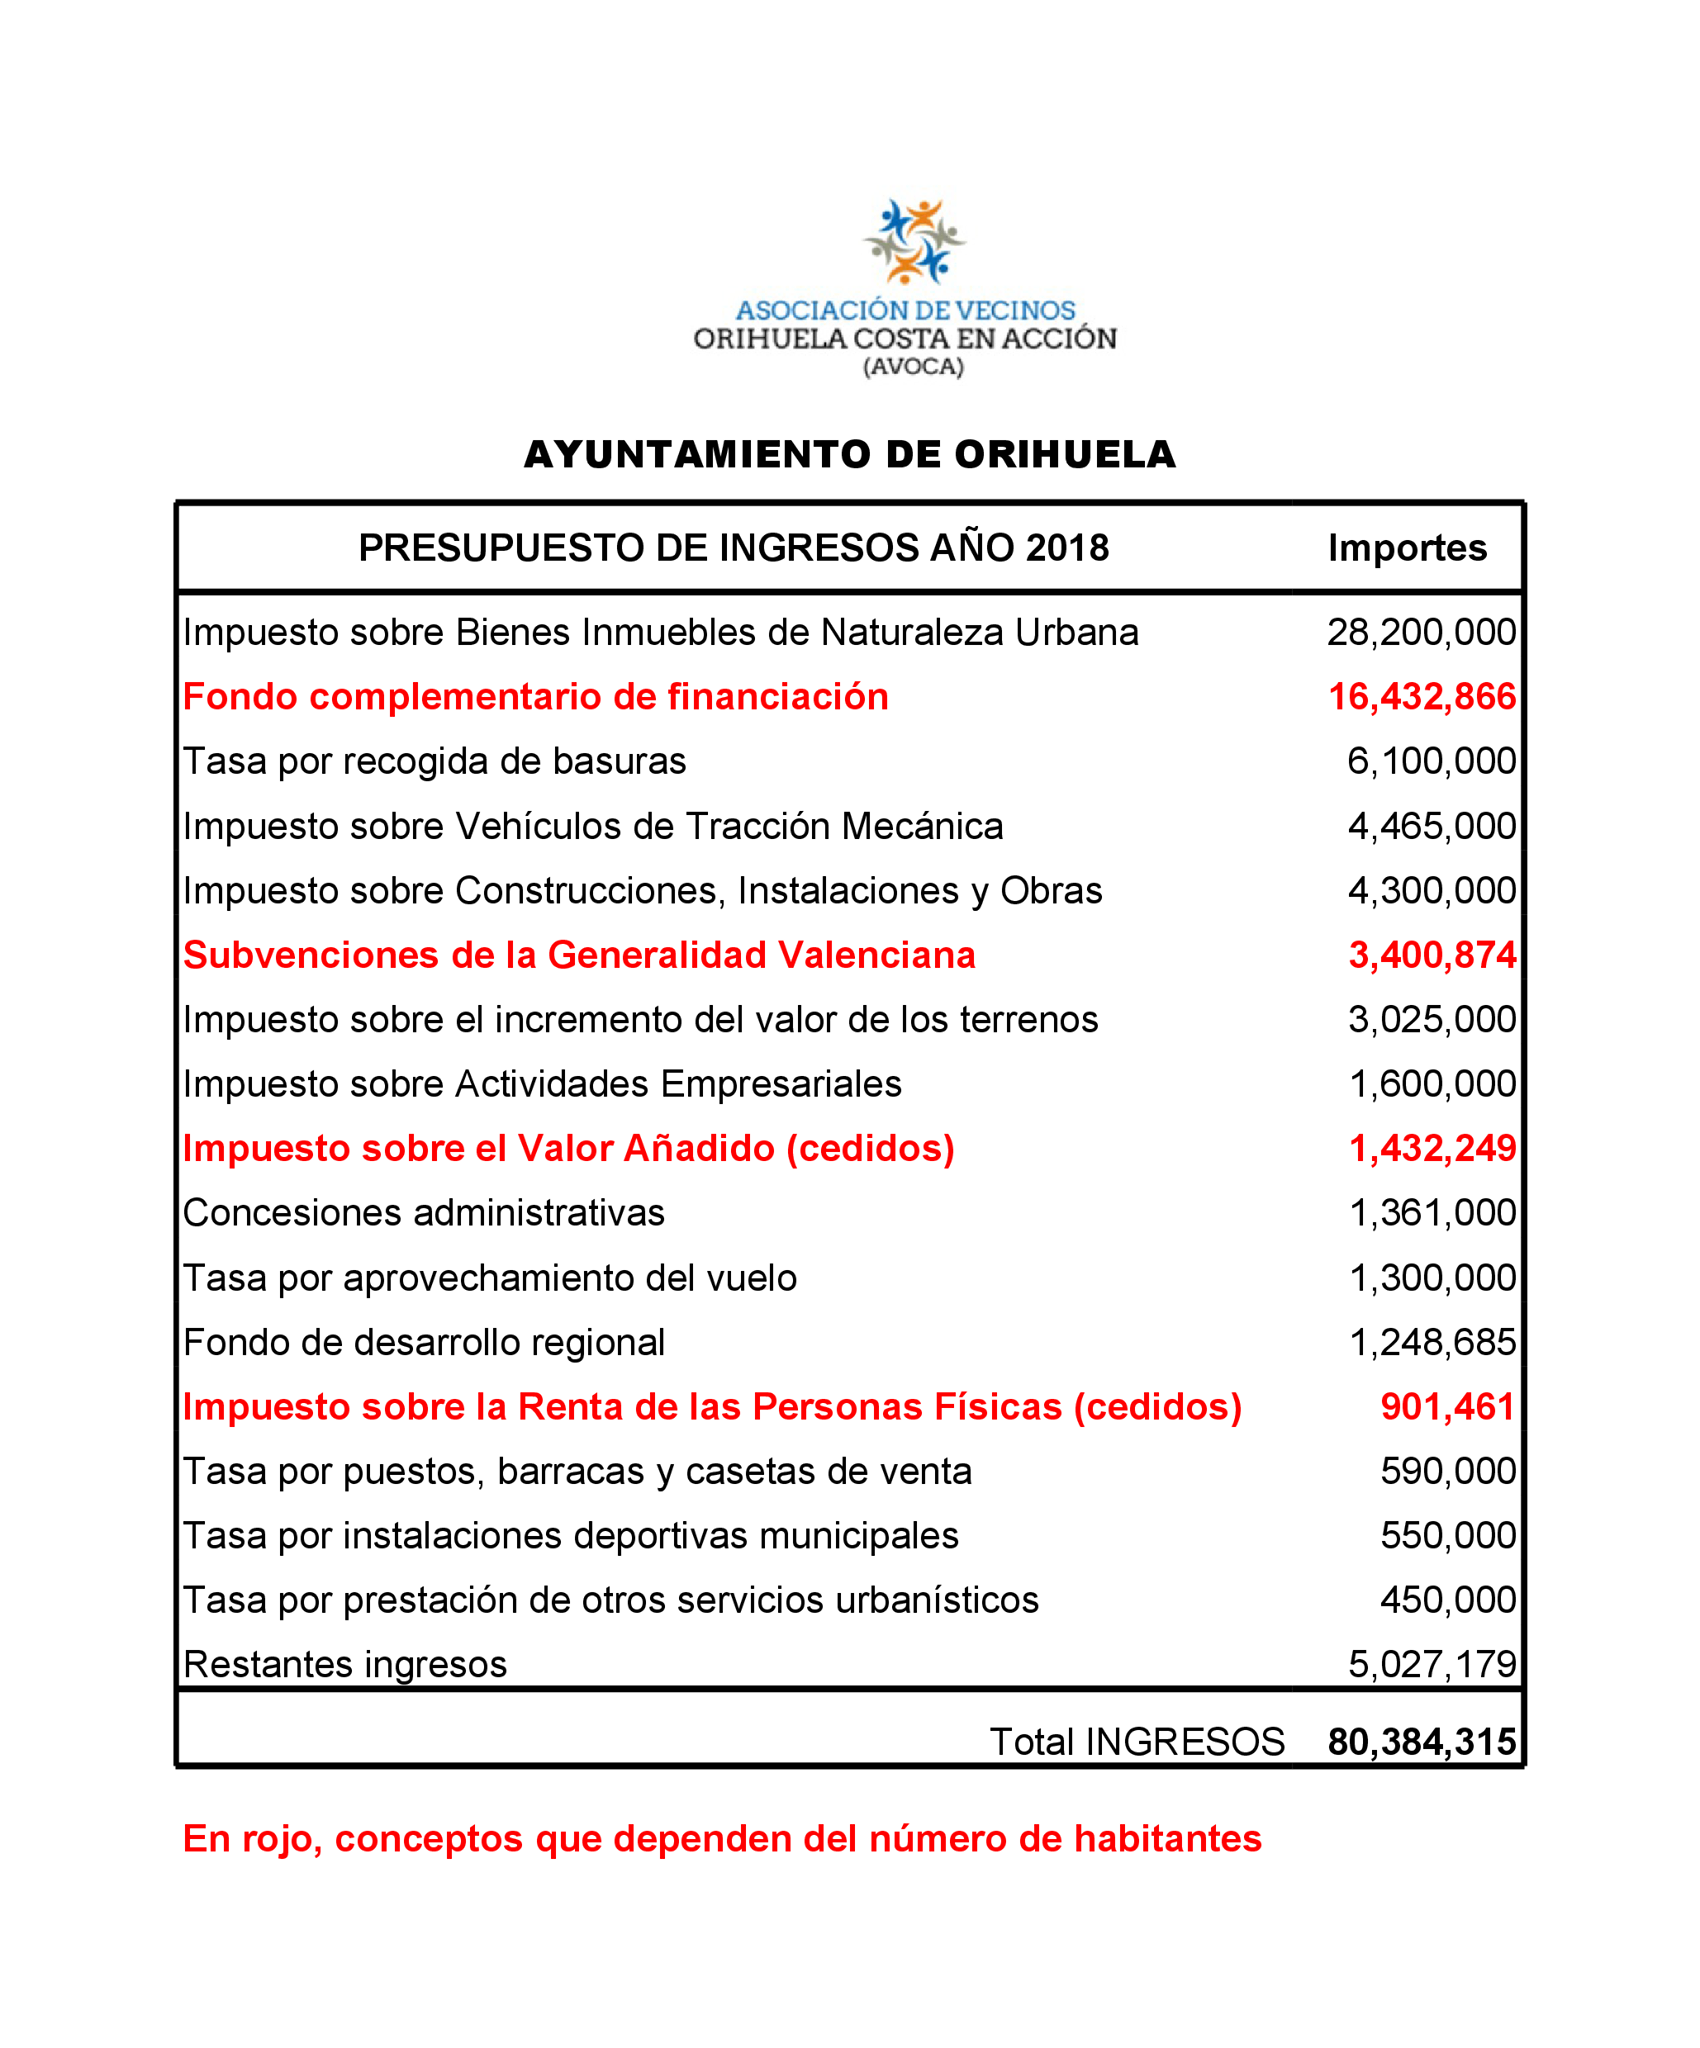 ASOCIACIÓN DE VECINOS
ORIHUELA COSTA EN ACCIÓN
(AVOCA)
AYUNTAMIENTO DE ORIHUELA
PRESUPUESTO DE INGRESOS AÑO 2018 Importes
Impuesto sobre Bienes Inmuebles de Naturaleza Urbana 28,200,000
Fondo complementario de financiación 16,432,866
Tasa por recogida de basuras 6,100,000
Impuesto sobre Vehículos de Tracción Mecánica 4,465,000
Impuesto sobre Construcciones, Instalaciones y Obras 4,300,000
Subvenciones de la Generalidad Valenciana 3,400,874
Impuesto sobre el incremento del valor de los terrenos 3,025,000
Impuesto sobre Actividades Empresariales 1,600,000
Impuesto sobre el Valor Añadido (cedidos) 1,432,249
Concesiones administrativas 1,361,000
Tasa por aprovechamiento del vuelo 1,300,000
Fondo de desarrollo regional 1,248,685
Impuesto sobre la Renta de las Personas Físicas (cedidos) 901,461
Tasa por puestos, barracas y casetas de venta 590,000
Tasa por instalaciones deportivas municipales 550,000
Tasa por prestación de otros servicios urbanísticos 450,000
Restantes ingresos 5,027,179
Total INGRESOS 80,384,315
En rojo, conceptos que dependen del número de habitantes